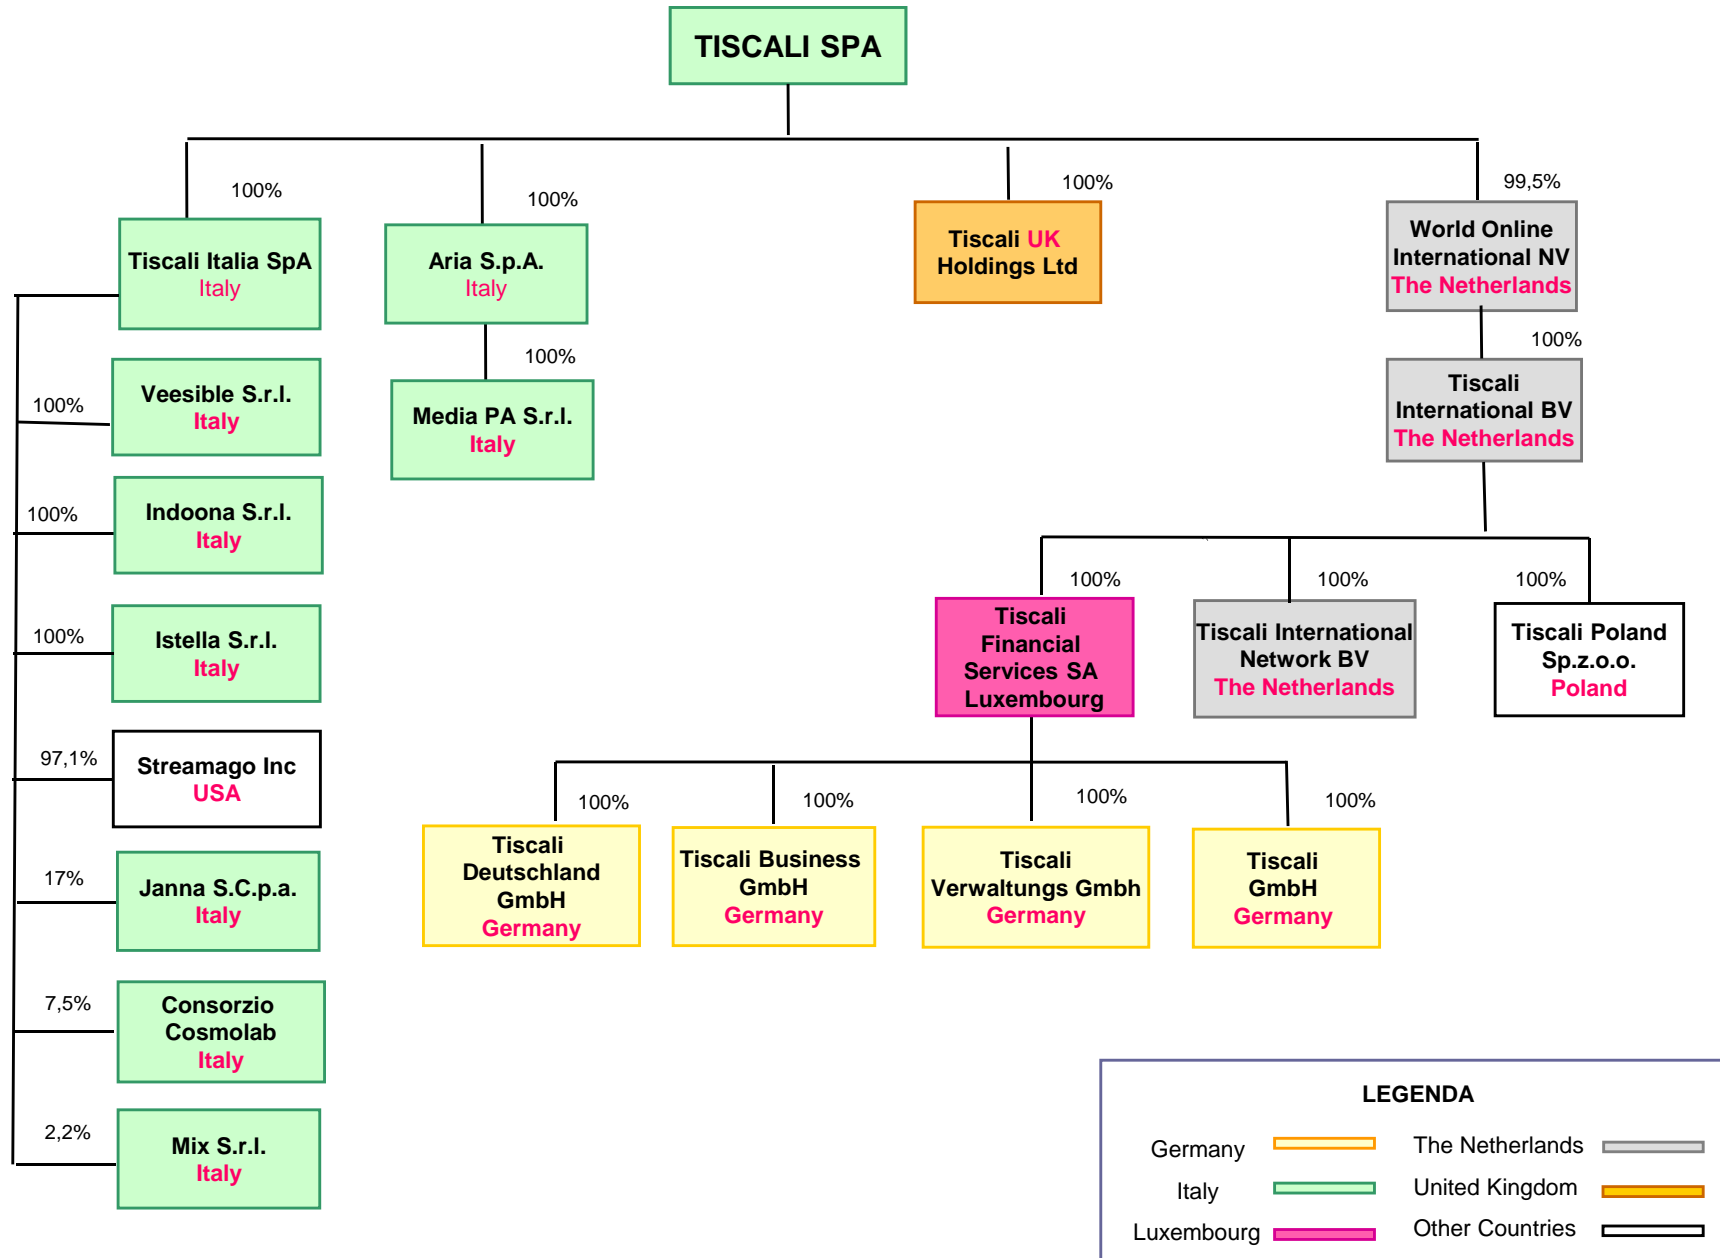 TISCALI SPA
100%
100%
100%
99,5%
Tiscali Italia SpA
Italy
Aria S.p.A.
Italy
Tiscali UK
Holdings Ltd
World Online
International NV
The Netherlands
100%
100%
Media PA S.r.l.
Italy
Tiscali
International BV
The Netherlands
100%
Veesible S.r.l.
Italy
100%
Indoona S.r.l.
Italy
100%
Istella S.r.l.
Italy
97,1%
Streamago Inc
USA
17%
Janna S.C.p.a.
Italy
7,5%
Consorzio
Cosmolab
Italy
2,2%
Mix S.r.l.
Italy
100%
100%
100%
Tiscali
Financial
Services SA
Luxembourg
Tiscali International
Network BV
The Netherlands
Tiscali Poland
Sp.z.o.o.
Poland
100%
100%
100%
100%
Tiscali
Deutschland
GmbH
Germany
Tiscali Business
GmbH
Germany
Tiscali
Verwaltungs Gmbh
Germany
Tiscali
GmbH
Germany
LEGENDA
Germany
The Netherlands
Italy
United Kingdom
Luxembourg
Other Countries